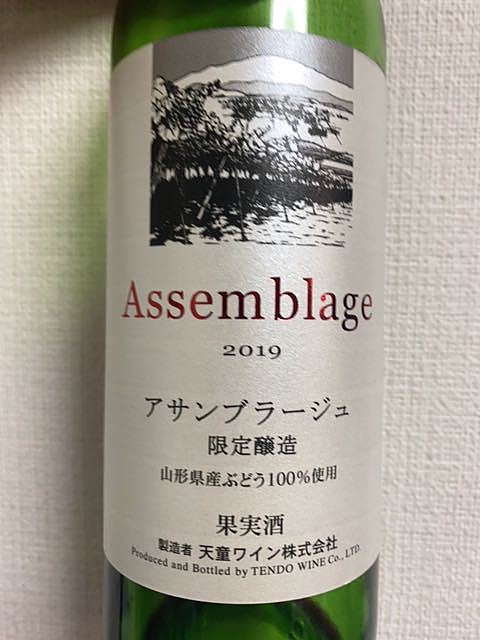 Assemblage
2019
アサンブラージュ
限定醸造
山形県産ぶどう100%使用
果実酒
製造者 天童ワイン株式会社
Produced and Bottled by TENDO WINE Co., LTD.